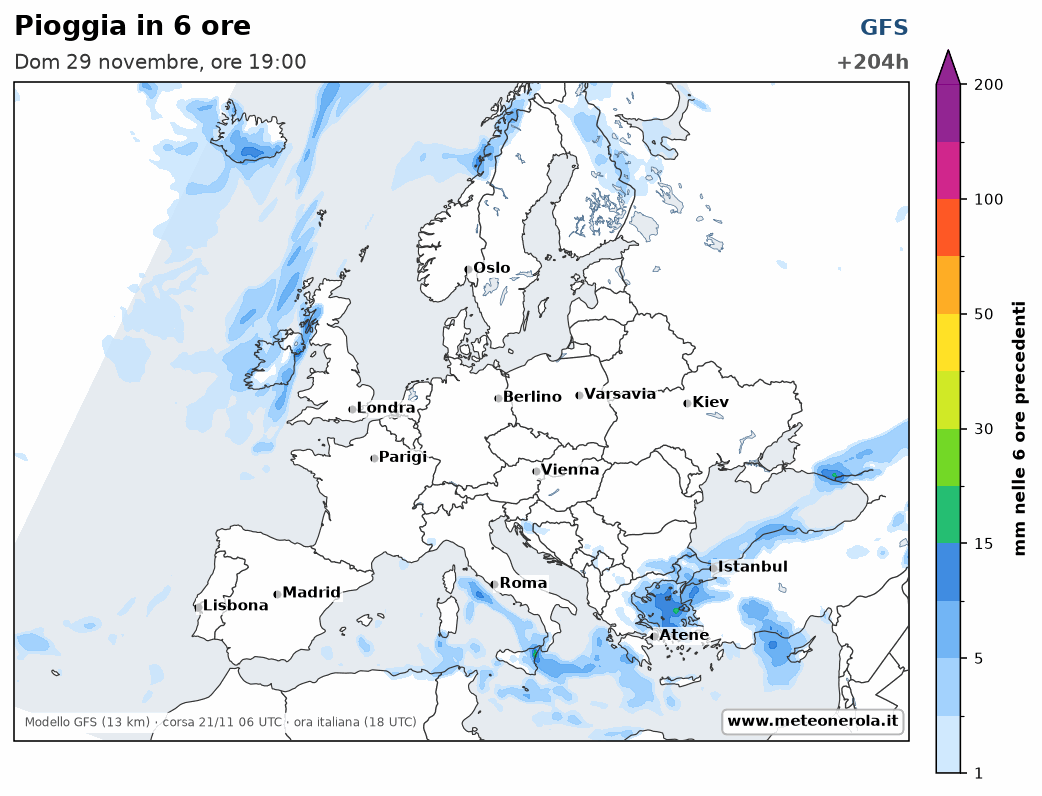 Pioggia in 6 ore
GFS
Dom 29 novembre, ore 19:00
+204h
200
100
50
30
15
5
1
mm nelle 6 ore precedenti
Oslo
Berlino
Varsavia
Kiev
Londra
Parigi
Vienna
Istanbul
Roma
Madrid
Lisbona
Atene
Modello GFS (13 km) · corsa 21/11 06 UTC · ora italiana (18 UTC)
www.meteonerola.it